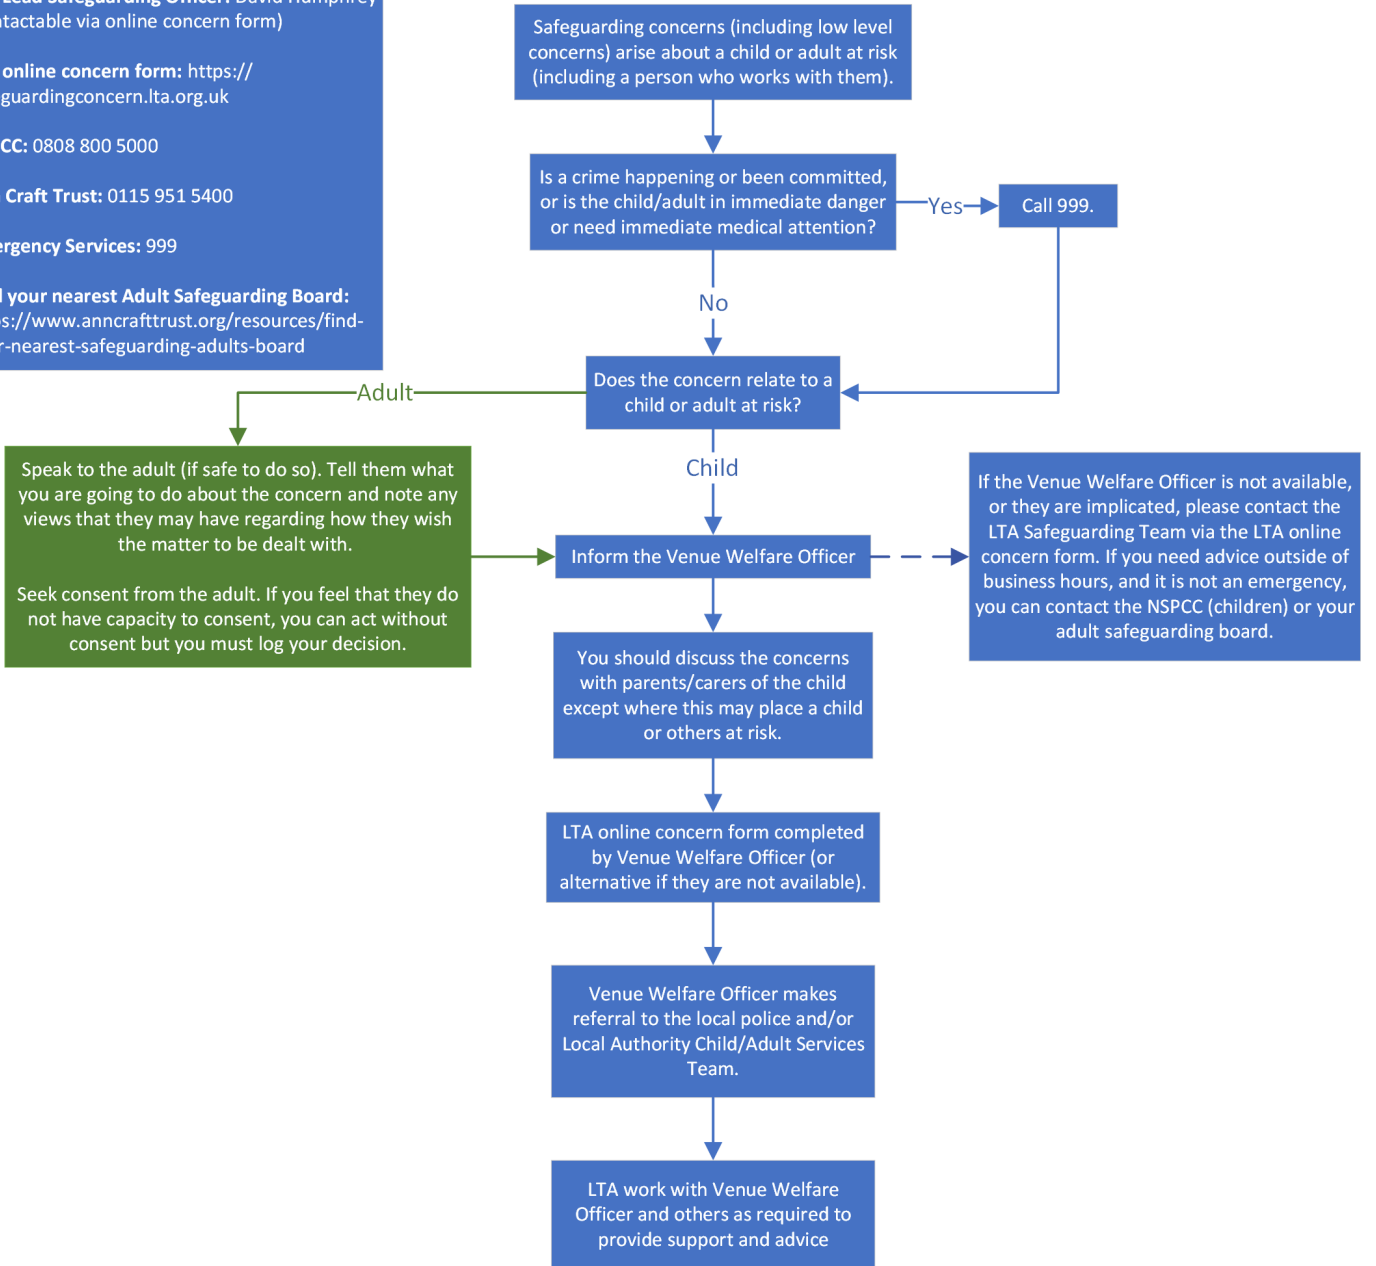 Lead Safeguarding Officer: David Humphrey
ntactable via online concern form)
online concern form: https://
guardingconcern.lta.org.uk
CC: 0808 800 5000
Craft Trust: 0115 951 5400
ergency Services: 999
d your nearest Adult Safeguarding Board:
ps://www.anncrafttrust.org/resources/find-
r-nearest-safeguarding-adults-board
Safeguarding concerns (including low level
concerns) arise about a child or adult at risk
(including a person who works with them).
Is a crime happening or been committed,
or is the child/adult in immediate danger
or need immediate medical attention?
Yes
Call 999.
No
Does the concern relate to a
child or adult at risk?
Adult
Speak to the adult (if safe to do so). Tell them what
you are going to do about the concern and note any
views that they may have regarding how they wish
the matter to be dealt with.
Seek consent from the adult. If you feel that they do
not have capacity to consent, you can act without
consent but you must log your decision.
Child
Inform the Venue Welfare Officer
If the Venue Welfare Officer is not available,
or they are implicated, please contact the
LTA Safeguarding Team via the LTA online
concern form. If you need advice outside of
business hours, and it is not an emergency,
you can contact the NSPCC (children) or your
adult safeguarding board.
You should discuss the concerns
with parents/carers of the child
except where this may place a child
or others at risk.
LTA online concern form completed
by Venue Welfare Officer (or
alternative if they are not available).
Venue Welfare Officer makes
referral to the local police and/or
Local Authority Child/Adult Services
Team.
LTA work with Venue Welfare
Officer and others as required to
provide support and advice